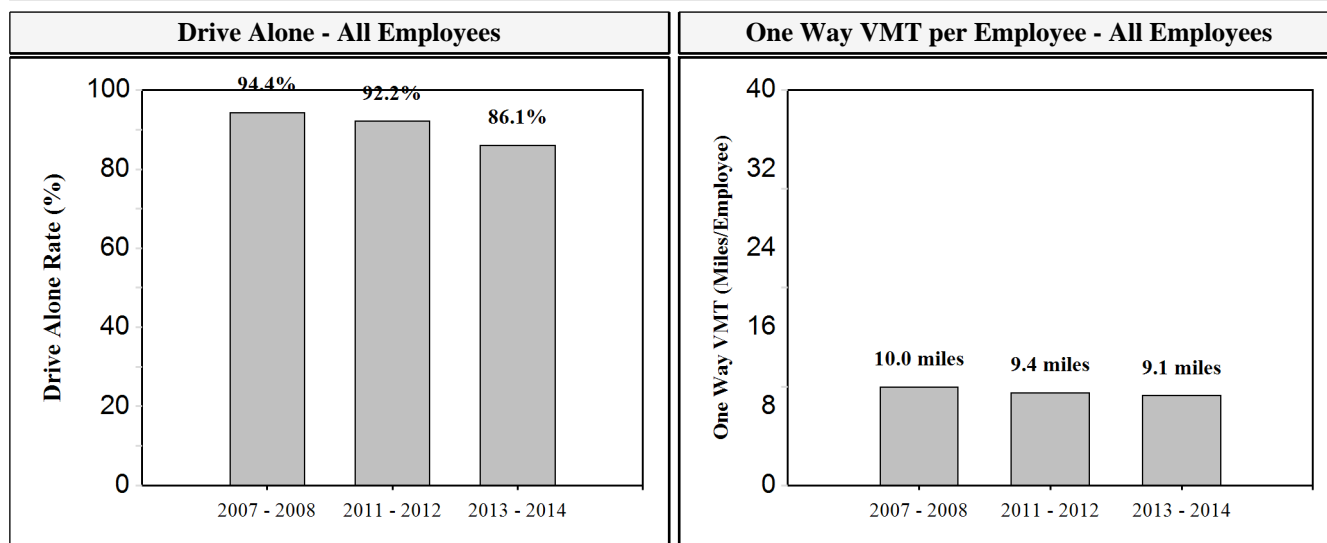 Drive Alone - All Employees
Drive Alone Rate (%)
100
80
60
40
20
0
94.4%
92.2%
86.1%
2007 - 2008
2011 - 2012
2013 - 2014
One Way VMT per Employee - All Employees
One Way VMT (Miles/Employee)
40
32
24
16
8
0
10.0 miles
9.4 miles
9.1 miles
2007 - 2008
2011 - 2012
2013 - 2014